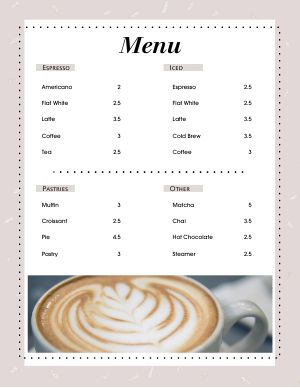 Menu
Espresso
Americano 2
Flat White 2.5
Latte 3.5
Coffee 3
Tea 2.5
Iced
Espresso 2.5
Flat White 2.5
Latte 3.5
Cold Brew 3.5
Coffee 3
Pastries
Muffin 3
Croissant 2.5
Pie 4.5
Pastry 3
Other
Matcha 5
Chai 3.5
Hot Chocolate 2.5
Steamer 2.5